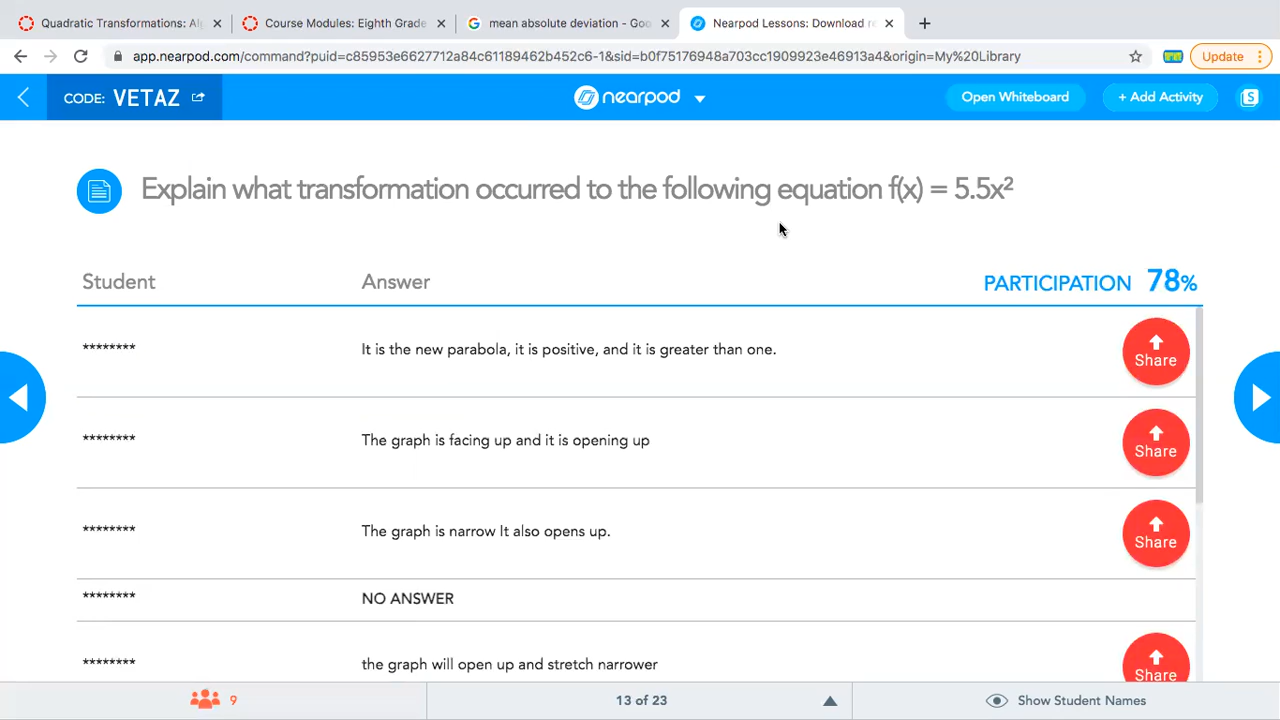 Quadratic Transformations: Al
Course Modules: Eighth Grade
mean absolute deviation - Goo
Nearpod Lessons: Download re
app.nearpod.com/command?puid=c85953e6627712a84c61189462b452c6-1&sid=b0f75176948a703cc1909923e46913a4&origin=My%20Library
Update
CODE: VETAZ
nearpod
Open Whiteboard
+ Add Activity
S
Explain what transformation occurred to the following equation f(x) = 5.5x²
Student Answer PARTICIPATION 78%
******** It is the new parabola, it is positive, and it is greater than one. Share
******** The graph is facing up and it is opening up Share
******** The graph is narrow It also opens up. Share
******** NO ANSWER
******** the graph will open up and stretch narrower Share
9
13 of 23
Show Student Names